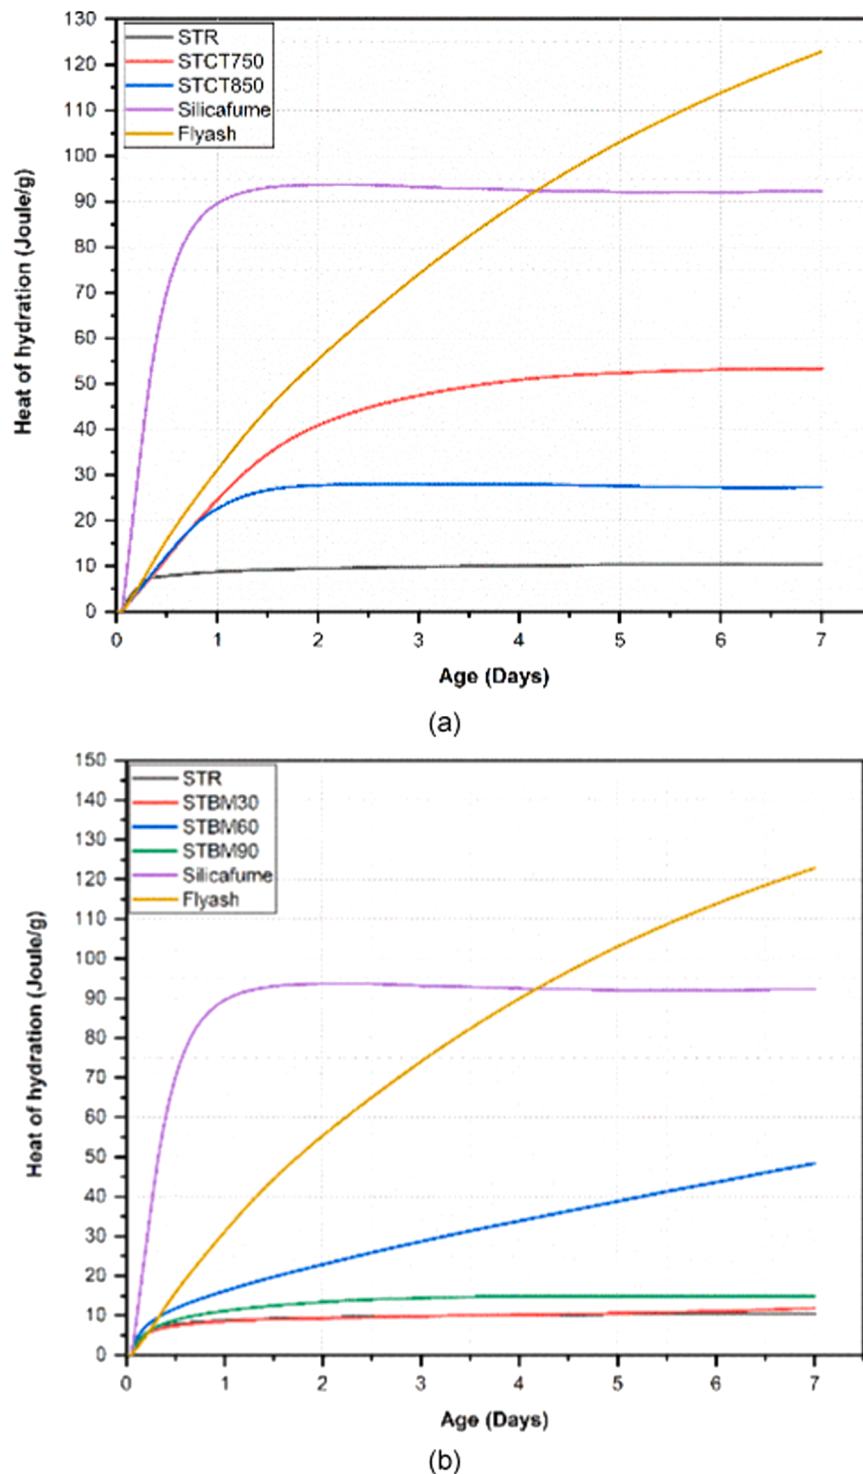 130
120
110
100
90
80
70
60
50
40
30
20
10
0
Heat of hydration (Joule/g)
STR
STCT750
STCT850
Silicafume
Flyash
0 1 2 3 4 5 6 7
Age (Days)
(a)
150
140
130
120
110
100
90
80
70
60
50
40
30
20
10
0
Heat of hydration (Joule/g)
STR
STBM30
STBM60
STBM90
Silicafume
Flyash
0 1 2 3 4 5 6 7
Age (Days)
(b)